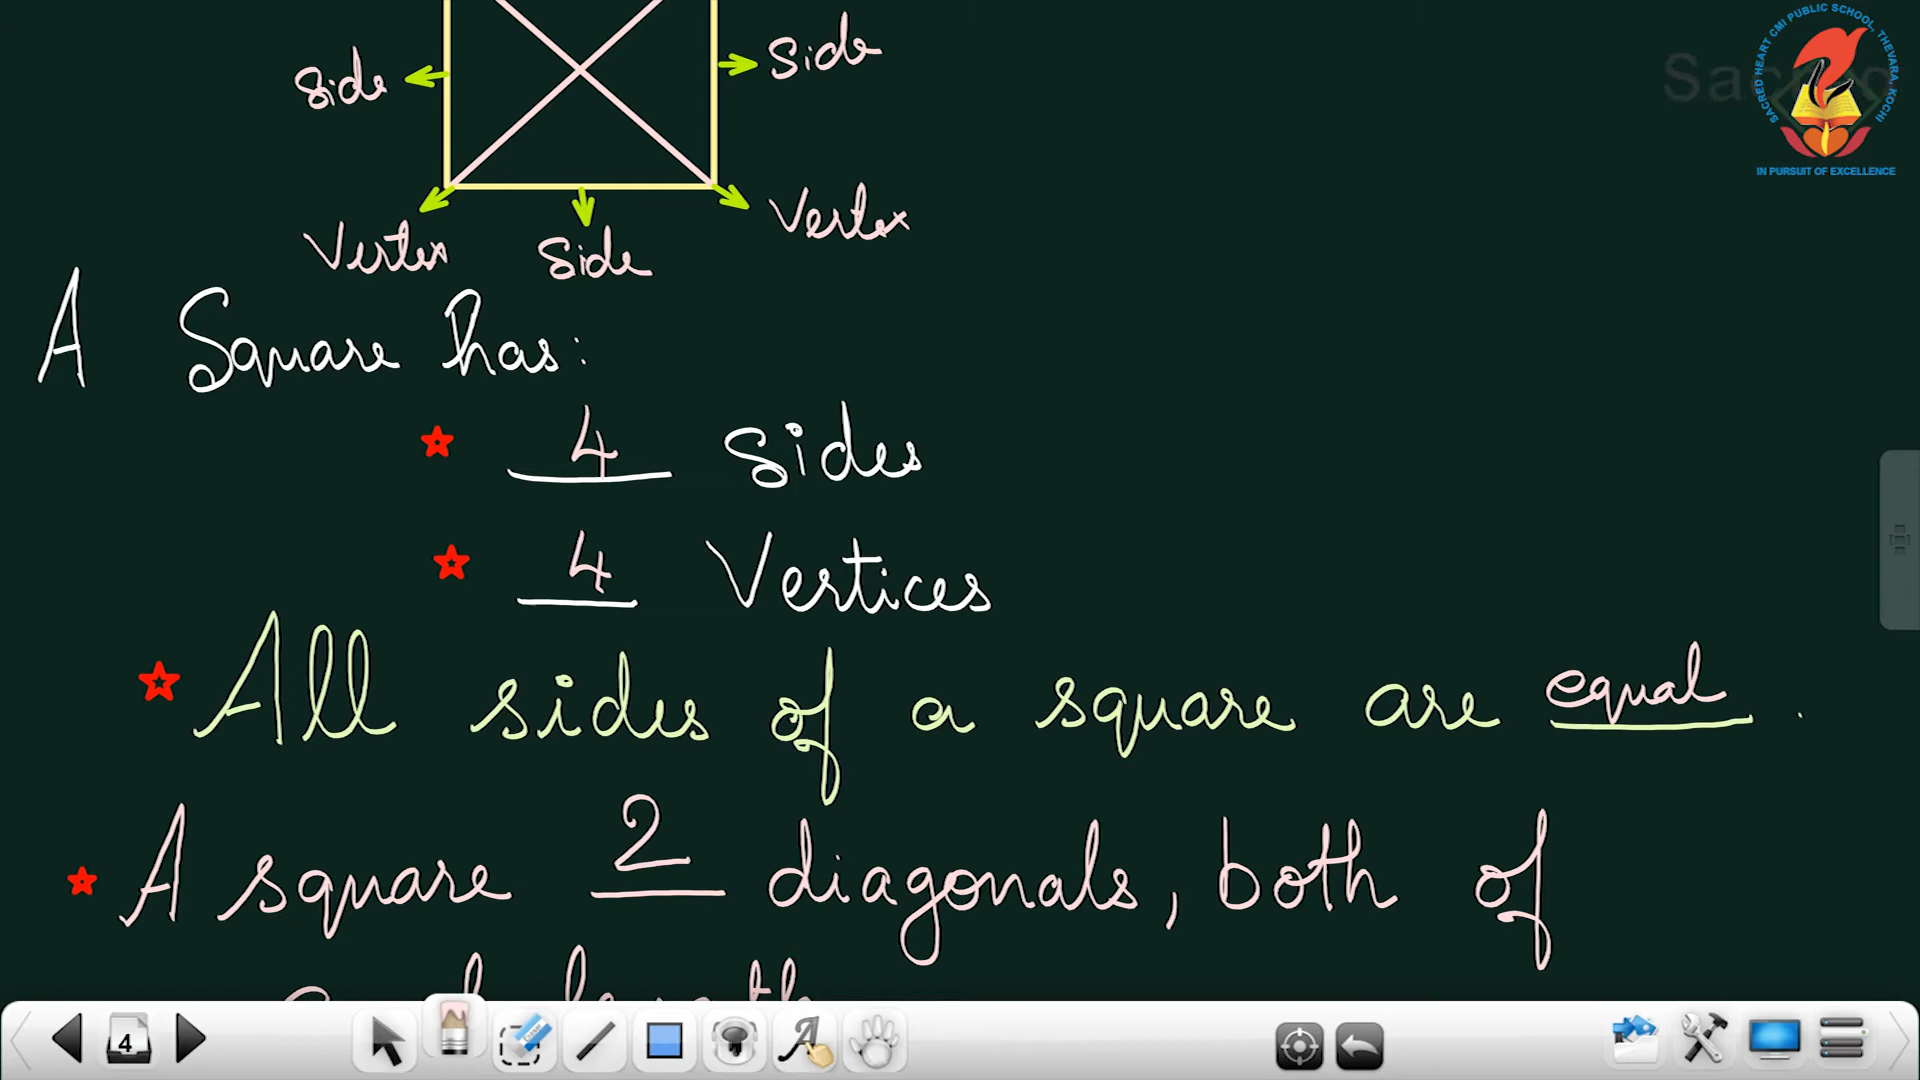 Side
Side
Vertex
Side
Vertex
A Square has:
4 Sides
4 Vertices
All sides of a square are equal .
A square 2 diagonals, both of
length
SACRED HEART CMI PUBLIC SCHOOL, THEVARA, KOCHI
IN PURSUIT OF EXCELLENCE
4